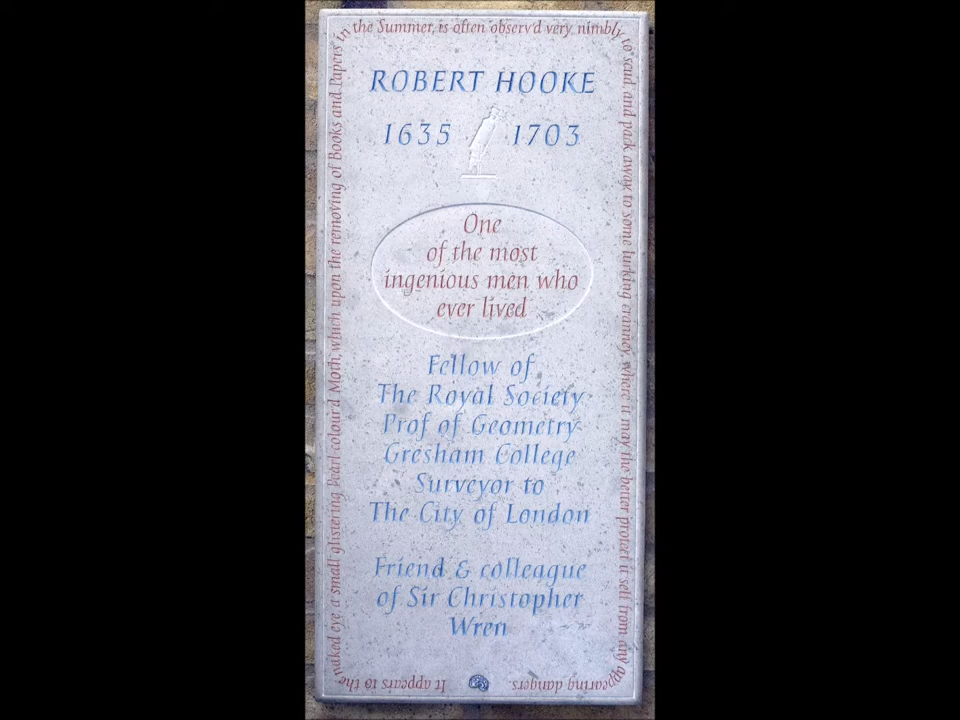 ROBERT HOOKE
1635 1703
One
of the most
ingenious men who
ever lived
Fellow of
The Royal Society
Prof of Geometry
Gresham College
Surveyor to
The City of London
Friend & colleague
of Sir Christopher
Wren
It appears to the
naked eye a small glistering Pearl colour'd Moth, which upon the removing of Books and Papers in
the Summer, is often observ'd very nimbly to
scud, and pack away to some lurking cranney, where it may the better protect it self from any
appearing dangers